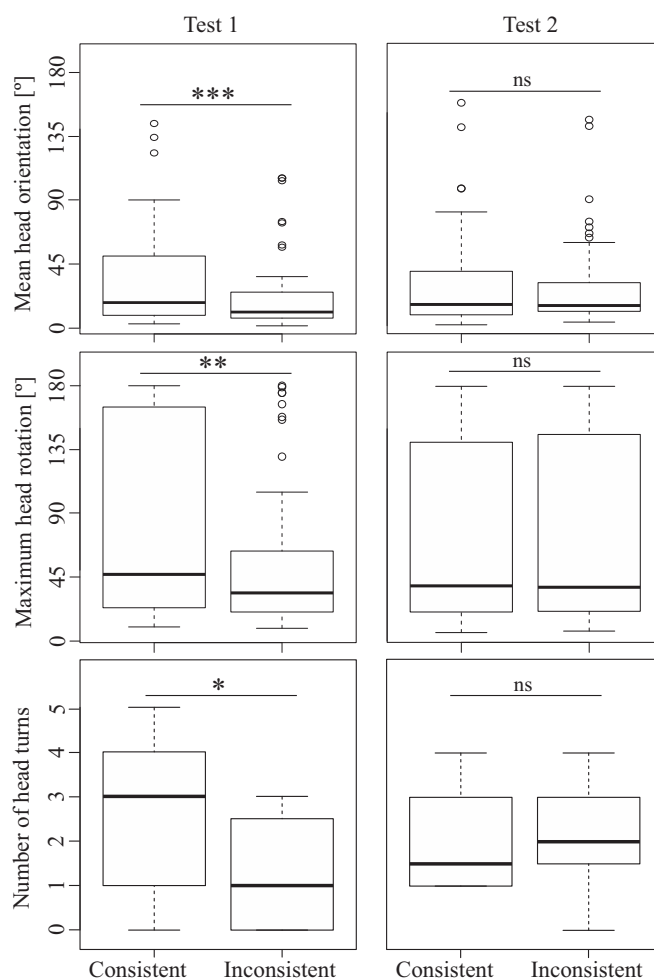 Test 1 Test 2
Mean head orientation [º]
180
135
90
45
0
***
ns
Maximum head rotation [º]
180
135
90
45
0
**
ns
Number of head turns
5
4
3
2
1
0
*
ns
Consistent Inconsistent Consistent Inconsistent